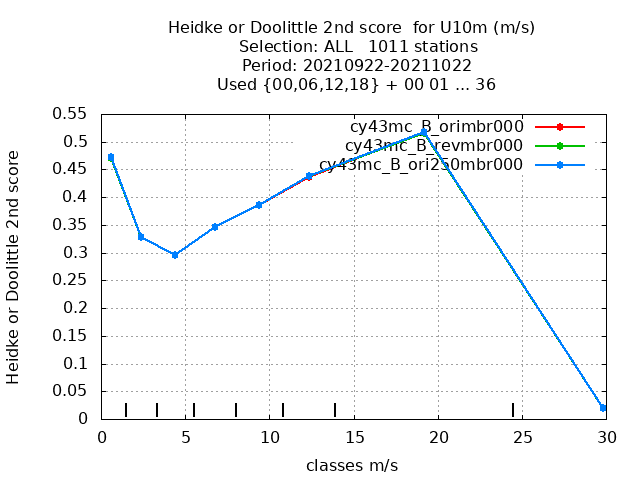 Heidke or Doolittle 2nd score  for U10m (m/s)
Selection: ALL   1011 stations
Period: 20210922-20211022
Used {00,06,12,18} + 00 01 ... 36
cy43mc_B_orimbr000
cy43mc_B_revmbr000
cy43mc_B_ori250mbr000
Heidke or Doolittle 2nd score
0.55
0.5
0.45
0.4
0.35
0.3
0.25
0.2
0.15
0.1
0.05
0
0 5 10 15 20 25 30
classes m/s